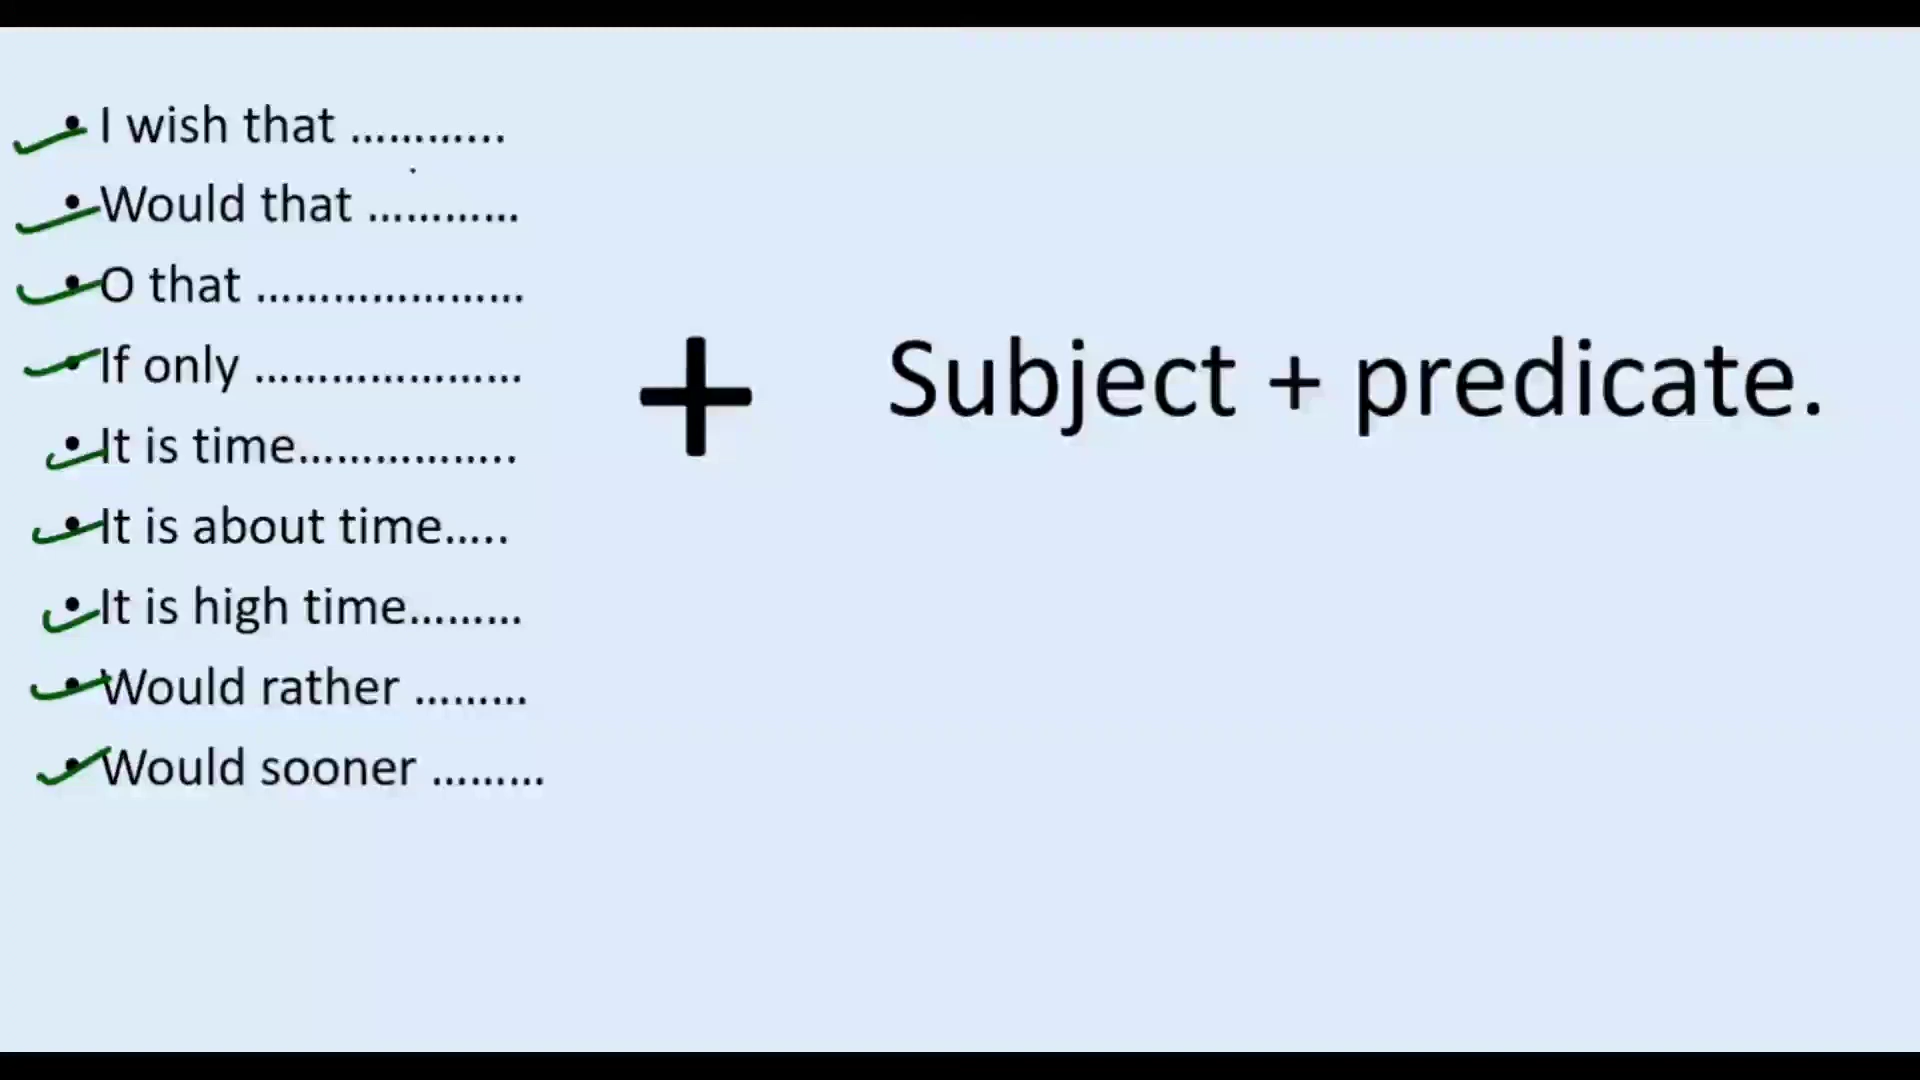 • I wish that ………...
• Would that …………
• O that …………………
• If only …………………
• It is time……………..
• It is about time…..
• It is high time………
• Would rather ………
• Would sooner ………
+ Subject + predicate.